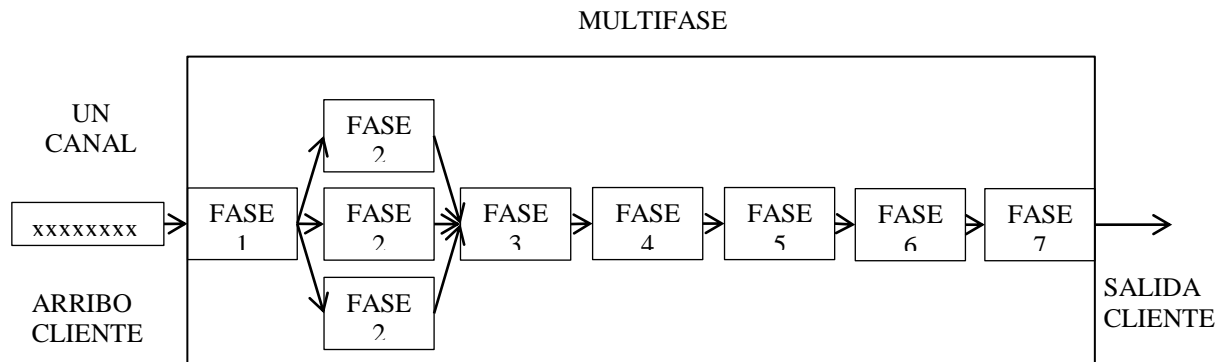 MULTIFASE
UN
CANAL
xxxxxxxx
ARRIBO
CLIENTE
FASE
1
FASE
2
FASE
2
FASE
2
FASE
3
FASE
4
FASE
5
FASE
6
FASE
7
SALIDA
CLIENTE